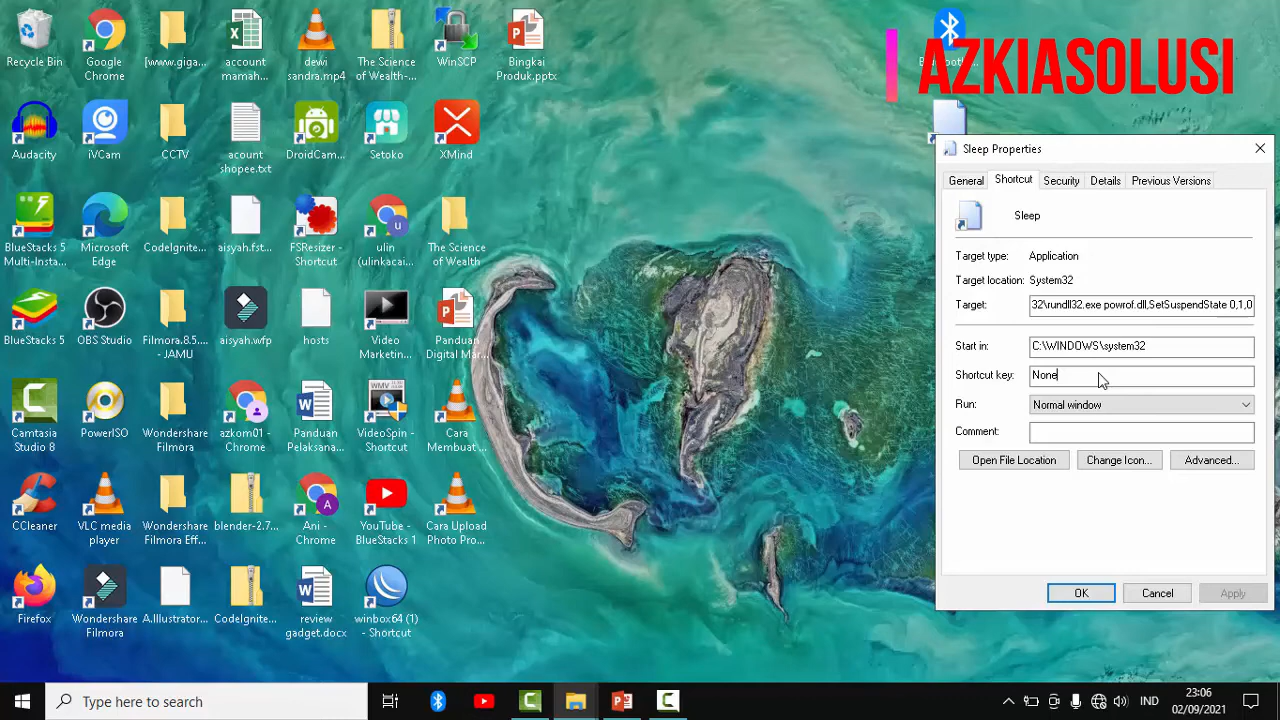 Recycle Bin
Google
Chrome
[www.giga...
account
mamah...
dewi
sandra.mp4
The Science
of Wealth-...
WinSCP
Bingkai
Produk.pptx
AZKIASOLUSI
Audacity
iVCam
CCTV
acount
shopee.txt
DroidCam...
Setoko
XMind
BlueStacks 5
Multi-Insta...
Microsoft
Edge
CodeIgnite...
aisyah.fst...
FSResizer -
Shortcut
u
ulin
(ulinkacai...
The Science
of Wealth
BlueStacks 5
OBS Studio
Filmora.8.5....
- JAMU
aisyah.wfp
hosts
Video
Marketin...
Panduan
Digital Mar...
Camtasia
Studio 8
PowerISO
Wondershare
Filmora
azkom01 -
Chrome
Panduan
Pelaksana...
WMV
VideoSpin -
Shortcut
Cara
Membuat ...
CCleaner
VLC media
player
Wondershare
Filmora Eff...
blender-2.7...
A
Ani -
Chrome
YouTube -
BlueStacks 1
Cara Upload
Photo Pro...
Firefox
Wondershare
Filmora
A.Illustrator...
CodeIgnite...
review
gadget.docx
winbox64 (1)
- Shortcut
Sleep Properties
General
Shortcut
Security
Details
Previous Versions
Sleep
Target type: Application
Target location: System32
Target: 32\rundll32.exe powrof.dll,SetSuspendState 0,1,0
Start in: C:\WINDOWS\system32
Shortcut key: None
Run: Normal window
Comment:
Open File Location
Change Icon...
Advanced...
OK
Cancel
Apply
Type here to search
IND
23:06
02/09/2021